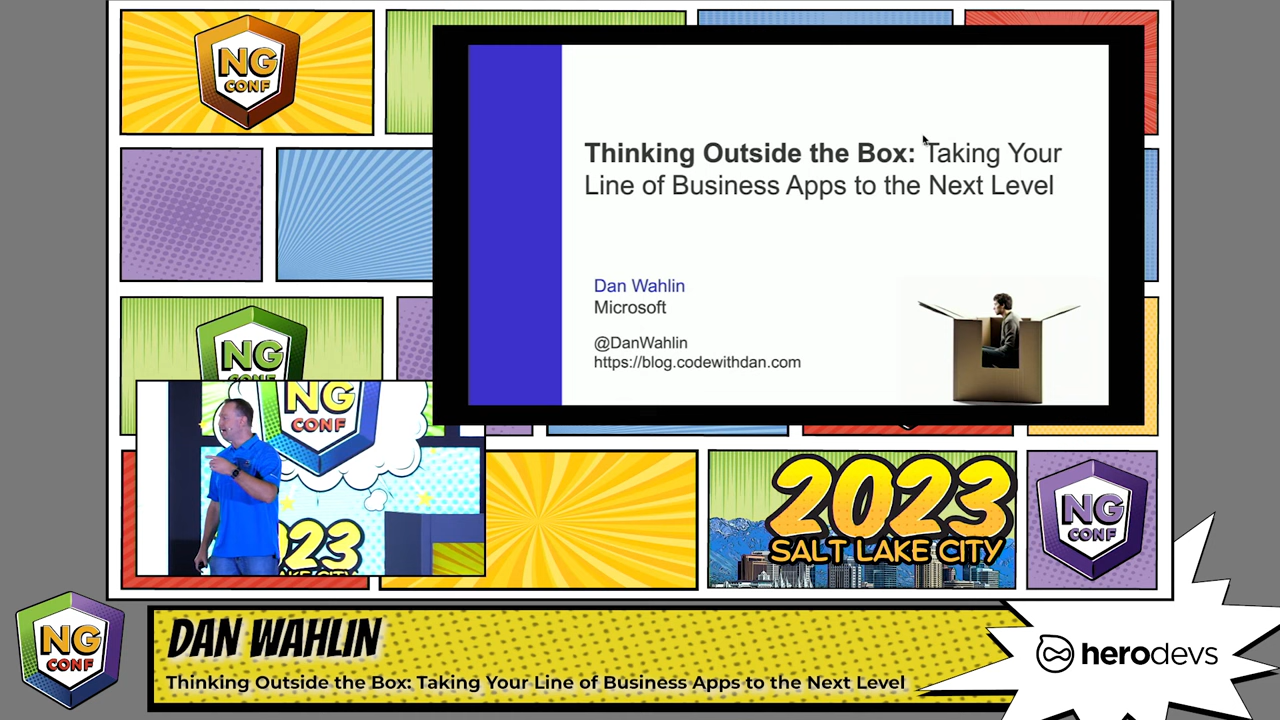 NG
CONF
Thinking Outside the Box: Taking Your
Line of Business Apps to the Next Level
Dan Wahlin
Microsoft
@DanWahlin
https://blog.codewithdan.com
NG
CONF
NG
CONF
2023
SALT LAKE CITY
NG
CONF
NG
CONF
DAN WAHLIN
Thinking Outside the Box: Taking Your Line of Business Apps to the Next Level
herodevs